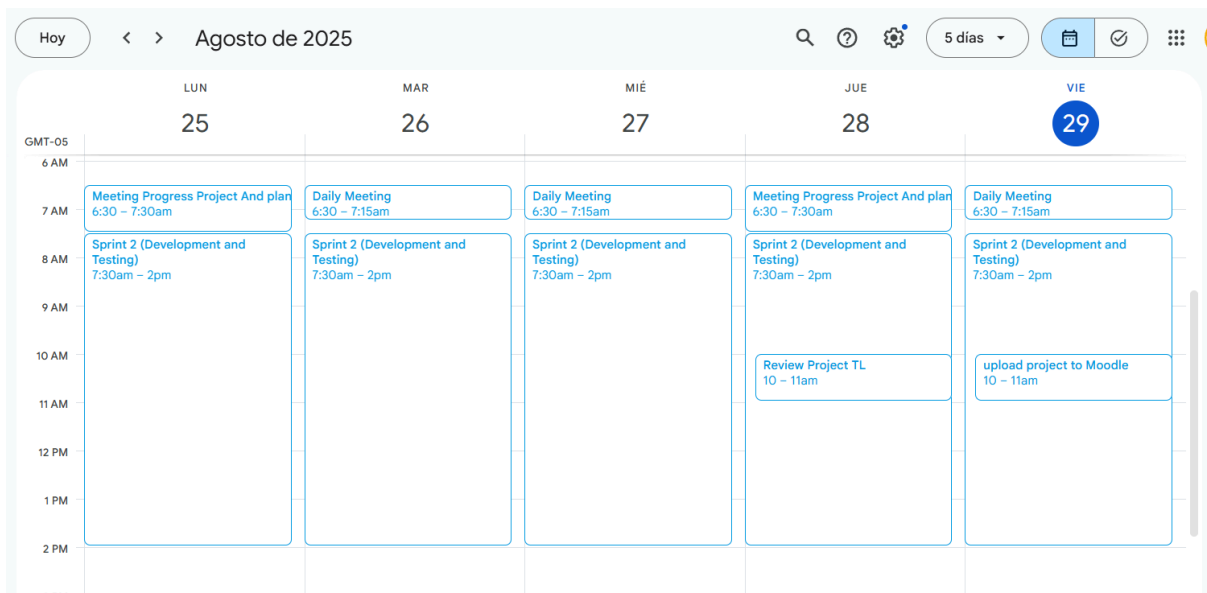 Hoy
Agosto de 2025
5 días
LUN
MAR
MIÉ
JUE
VIE
25
26
27
28
29
GMT-05
6 AM
7 AM
8 AM
9 AM
10 AM
11 AM
12 PM
1 PM
2 PM
Meeting Progress Project And plan
6:30 – 7:30am
Sprint 2 (Development and
Testing)
7:30am – 2pm
Daily Meeting
6:30 – 7:15am
Sprint 2 (Development and
Testing)
7:30am – 2pm
Daily Meeting
6:30 – 7:15am
Sprint 2 (Development and
Testing)
7:30am – 2pm
Meeting Progress Project And plan
6:30 – 7:30am
Sprint 2 (Development and
Testing)
7:30am – 2pm
Review Project TL
10 – 11am
Daily Meeting
6:30 – 7:15am
Sprint 2 (Development and
Testing)
7:30am – 2pm
upload project to Moodle
10 – 11am